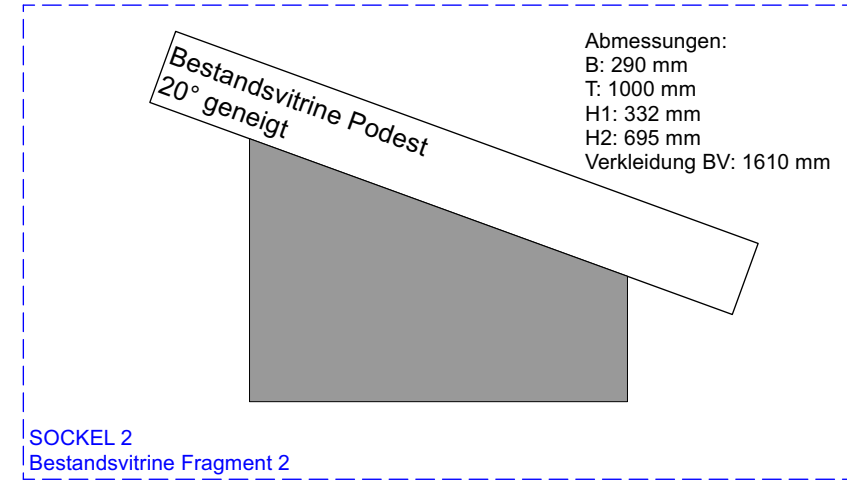 Bestandsvitrine Podest
20° geneigt
Abmessungen:
B: 290 mm
T: 1000 mm
H1: 332 mm
H2: 695 mm
Verkleidung BV: 1610 mm
SOCKEL 2
Bestandsvitrine Fragment 2